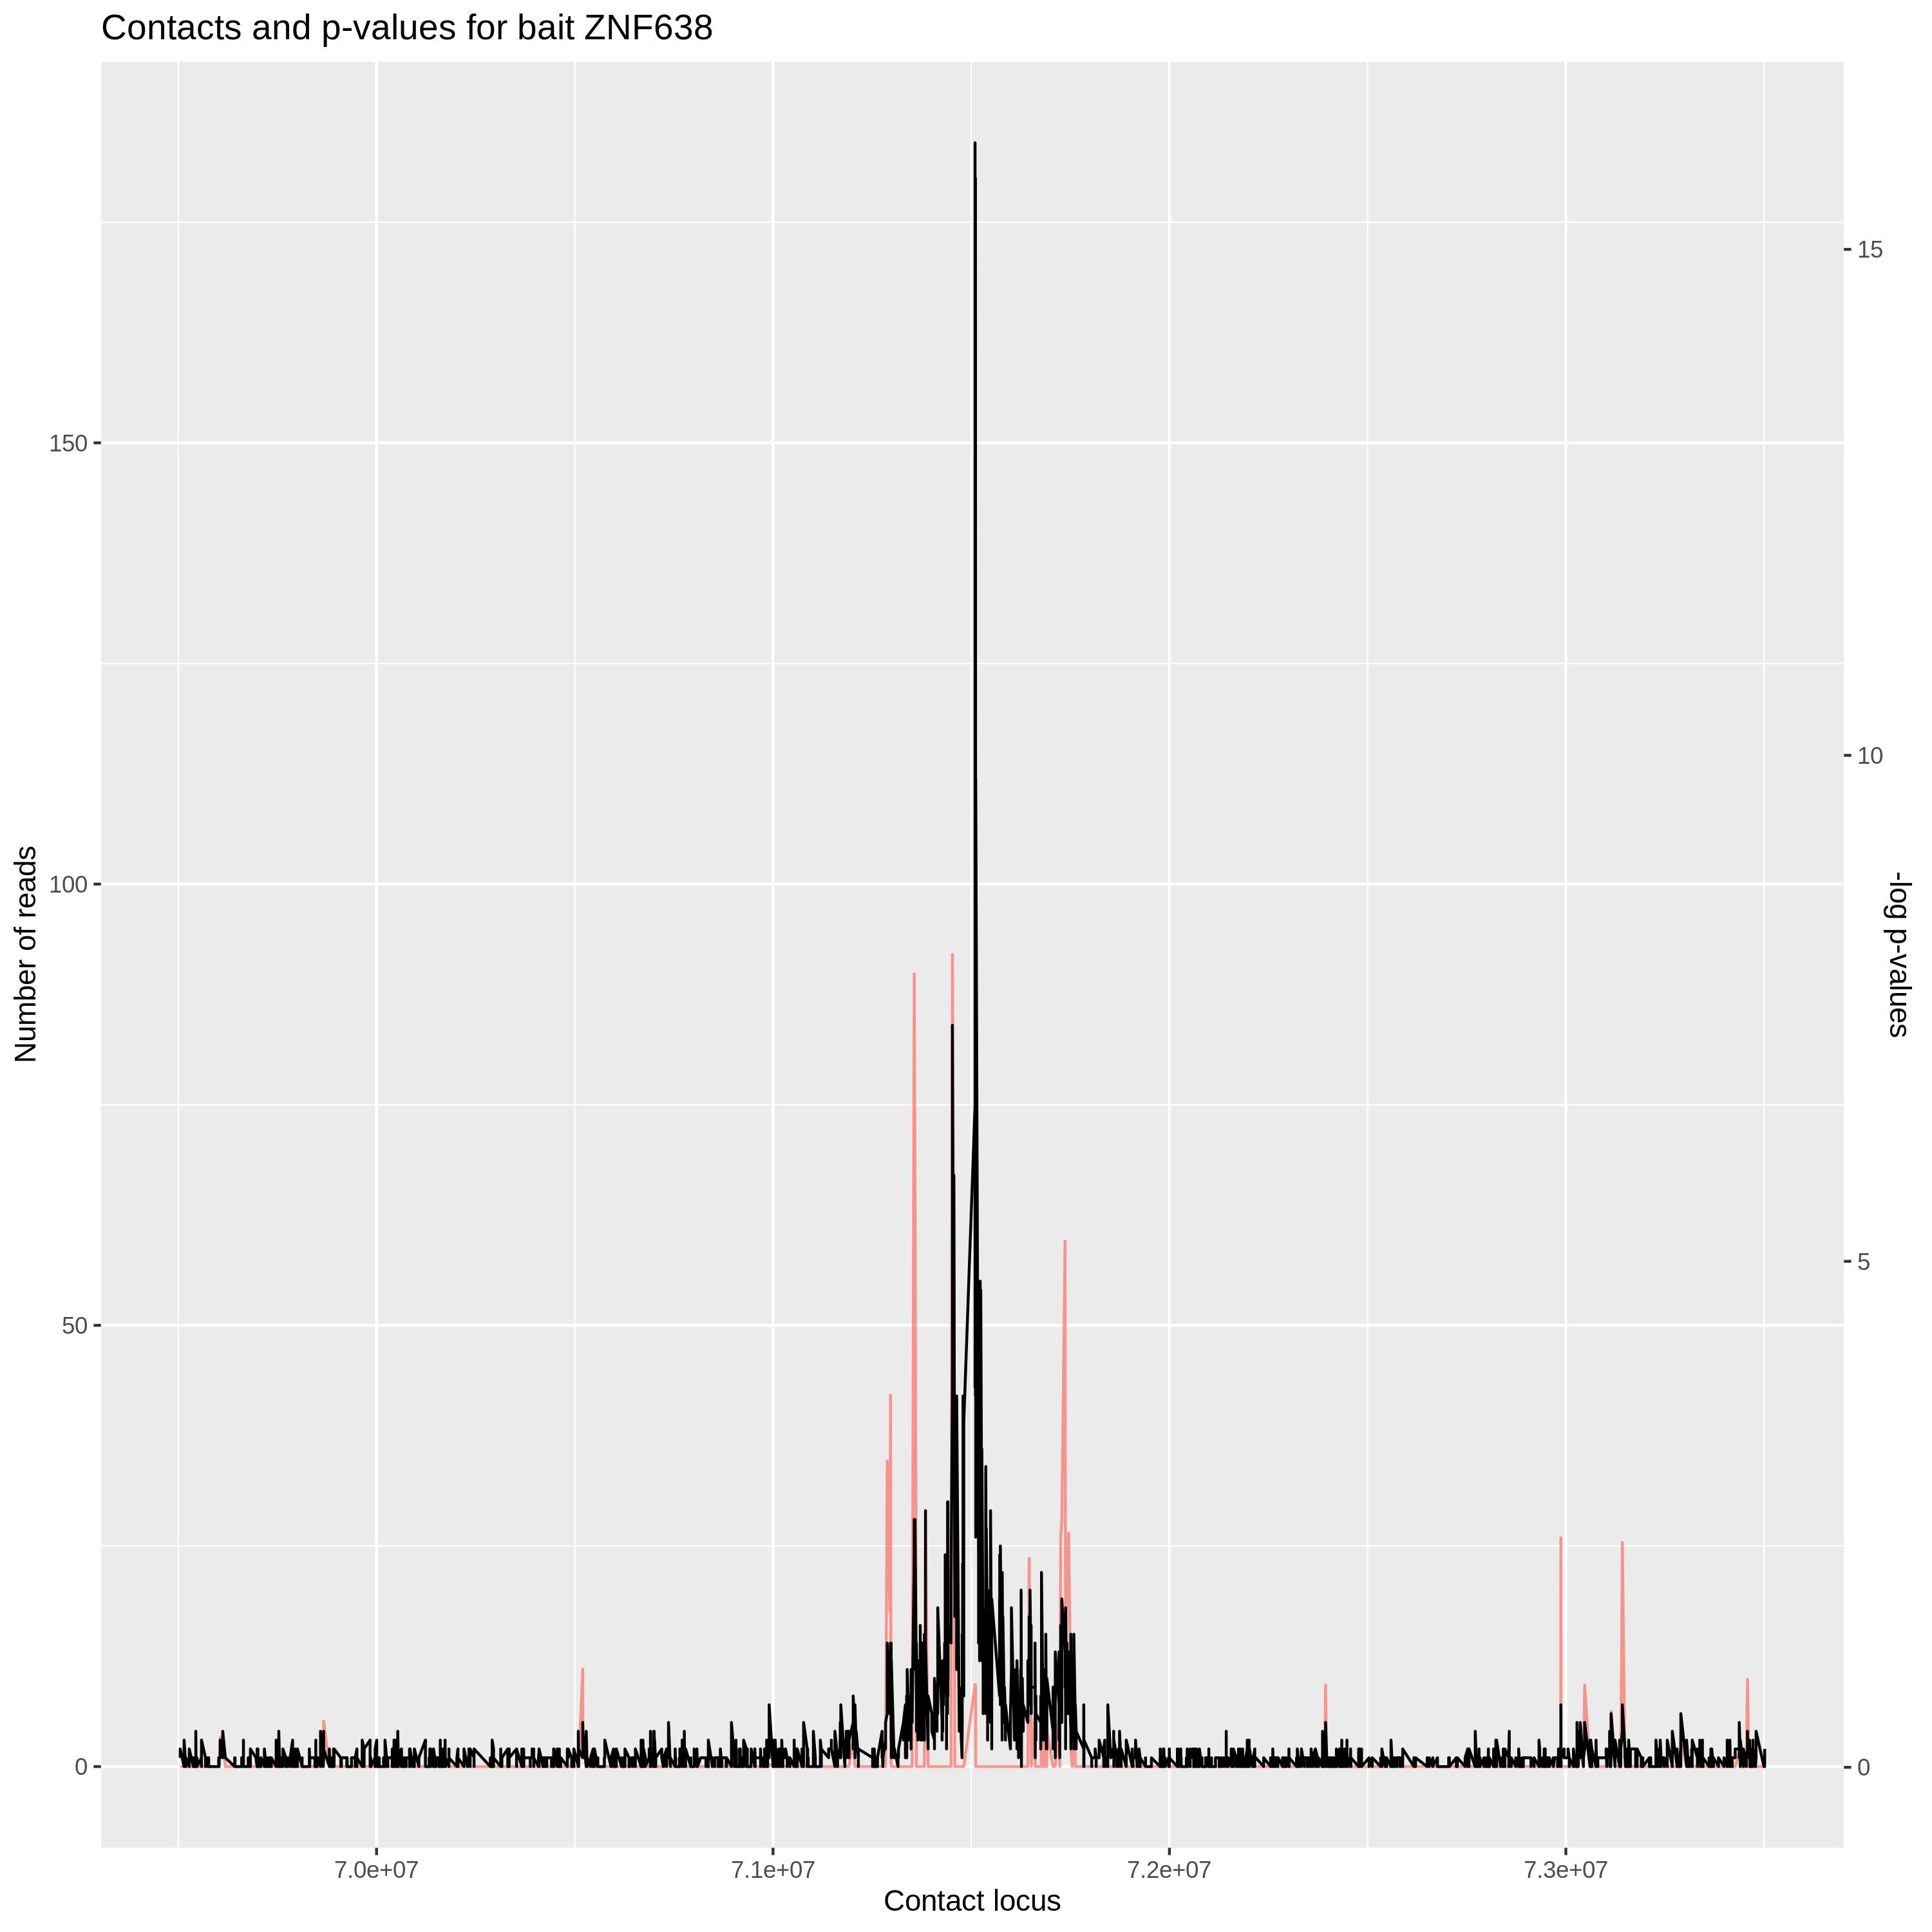 Contacts and p-values for bait ZNF638
Number of reads
150
100
50
0
15
10
5
0
-log p-values
7.0e+07 7.1e+07 7.2e+07 7.3e+07
Contact locus